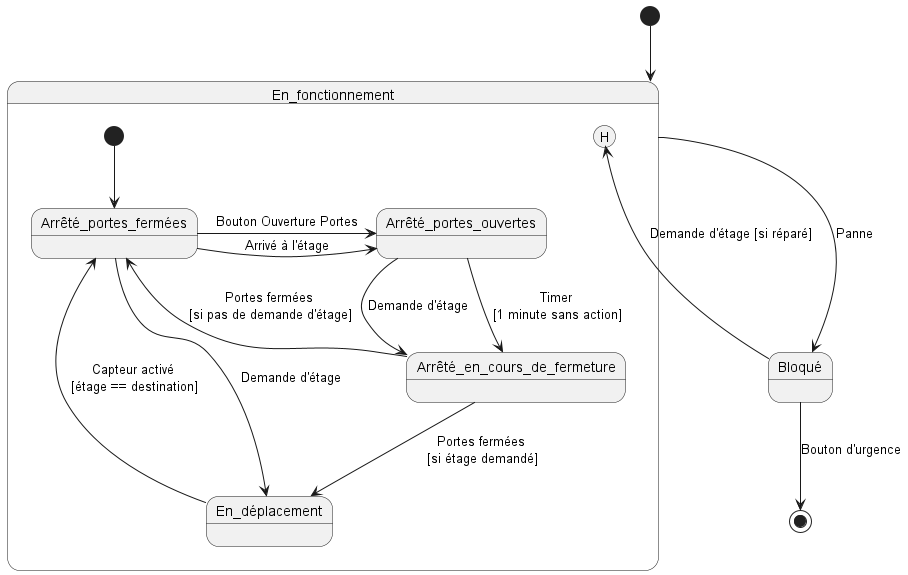 En_fonctionnement
H
Arrêté_portes_fermées
Bouton Ouverture Portes
Arrivé à l'étage
Arrêté_portes_ouvertes
Demande d'étage [si réparé]
Panne
Portes fermées
[si pas de demande d'étage]
Demande d'étage
Timer
[1 minute sans action]
Capteur activé
[étage == destination]
Demande d'étage
Arrêté_en_cours_de_fermeture
Bloqué
Portes fermées
[si étage demandé]
Bouton d'urgence
En_déplacement